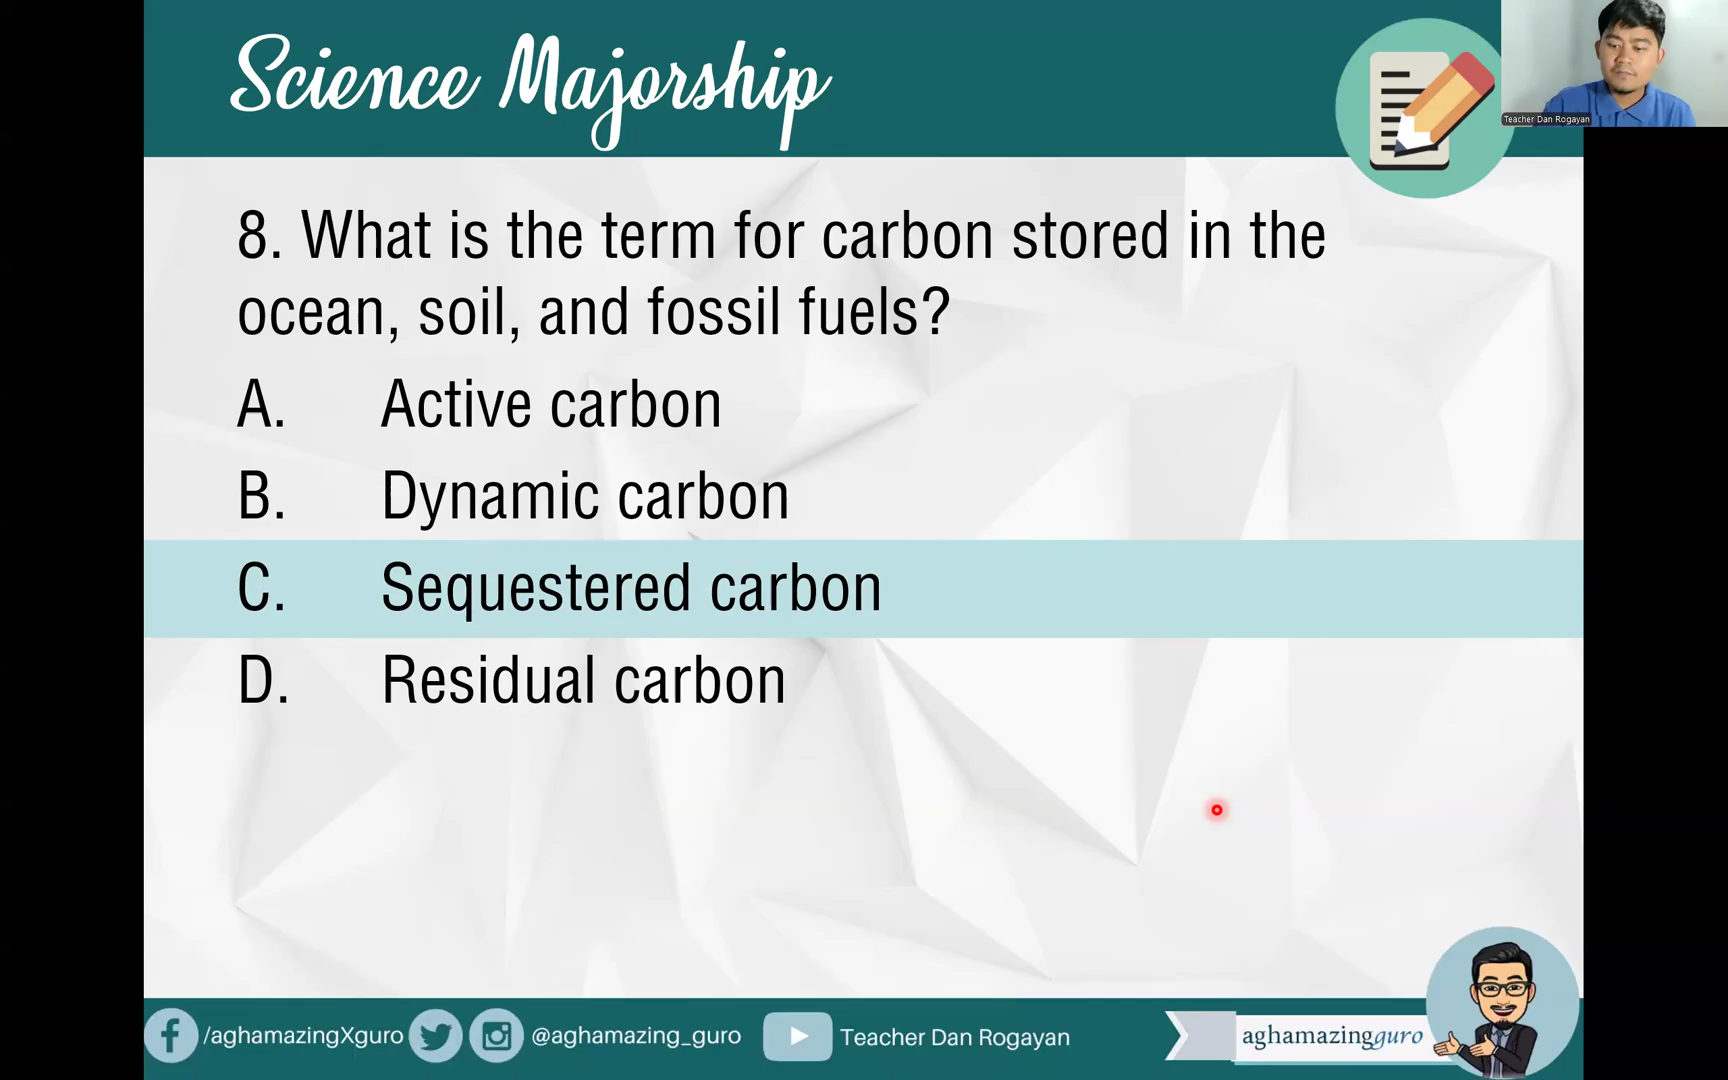 Science Majorship
Teacher Dan Rogayan
8. What is the term for carbon stored in the
ocean, soil, and fossil fuels?
A. Active carbon
B. Dynamic carbon
C. Sequestered carbon
D. Residual carbon
/aghamazingXguro @aghamazing_guro Teacher Dan Rogayan aghamazingguro